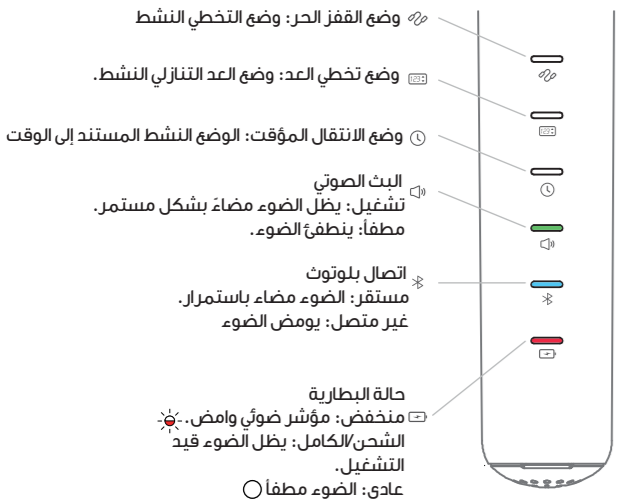 وضع القفز الحر: وضع التخطي النشط
وضع تخطي العد: وضع العد التنازلي النشط.
وضع الانتقال المؤقت: الوضع النشط المستند إلى الوقت
البث الصوتي
تشغيل: يظل الضوء مضاءً بشكل مستمر.
مطفأ: ينطفئ الضوء.
اتصال بلوتوث
مستقر: الضوء مضاء باستمرار.
غير متصل: يومض الضوء
حالة البطارية
منخفض: مؤشر ضوئي وامض.
الشحن/الكامل: يظل الضوء قيد
التشغيل.
عادي: الضوء مطفأ